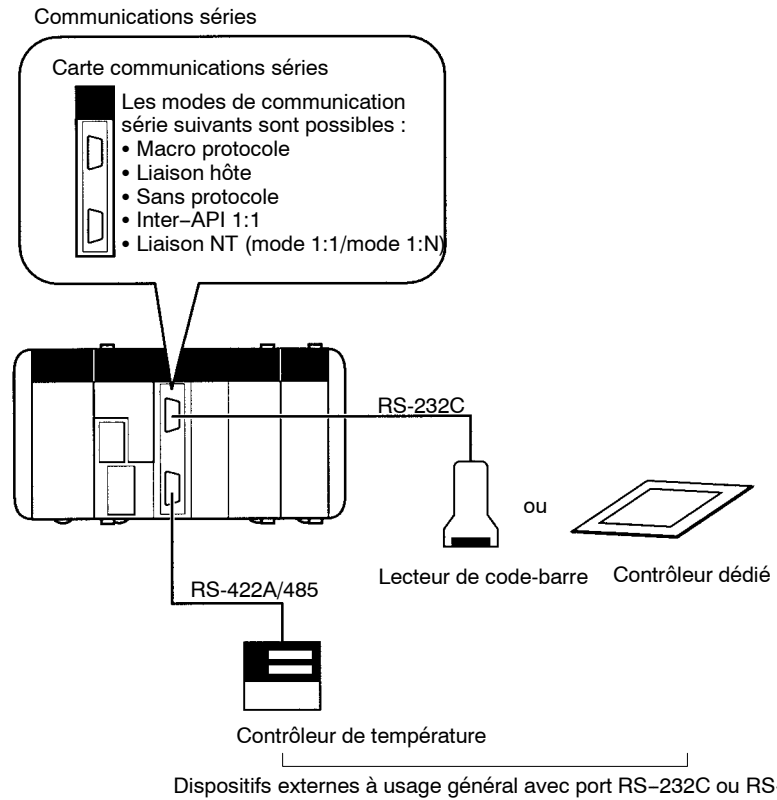 Communications séries
Carte communications séries
Les modes de communication
série suivants sont possibles :
• Macro protocole
• Liaison hôte
• Sans protocole
• Inter–API 1:1
• Liaison NT (mode 1:1/mode 1:N)
RS-232C
ou
Lecteur de code-barre
Contrôleur dédié
RS-422A/485
Contrôleur de température
Dispositifs externes à usage général avec port RS–232C ou RS-